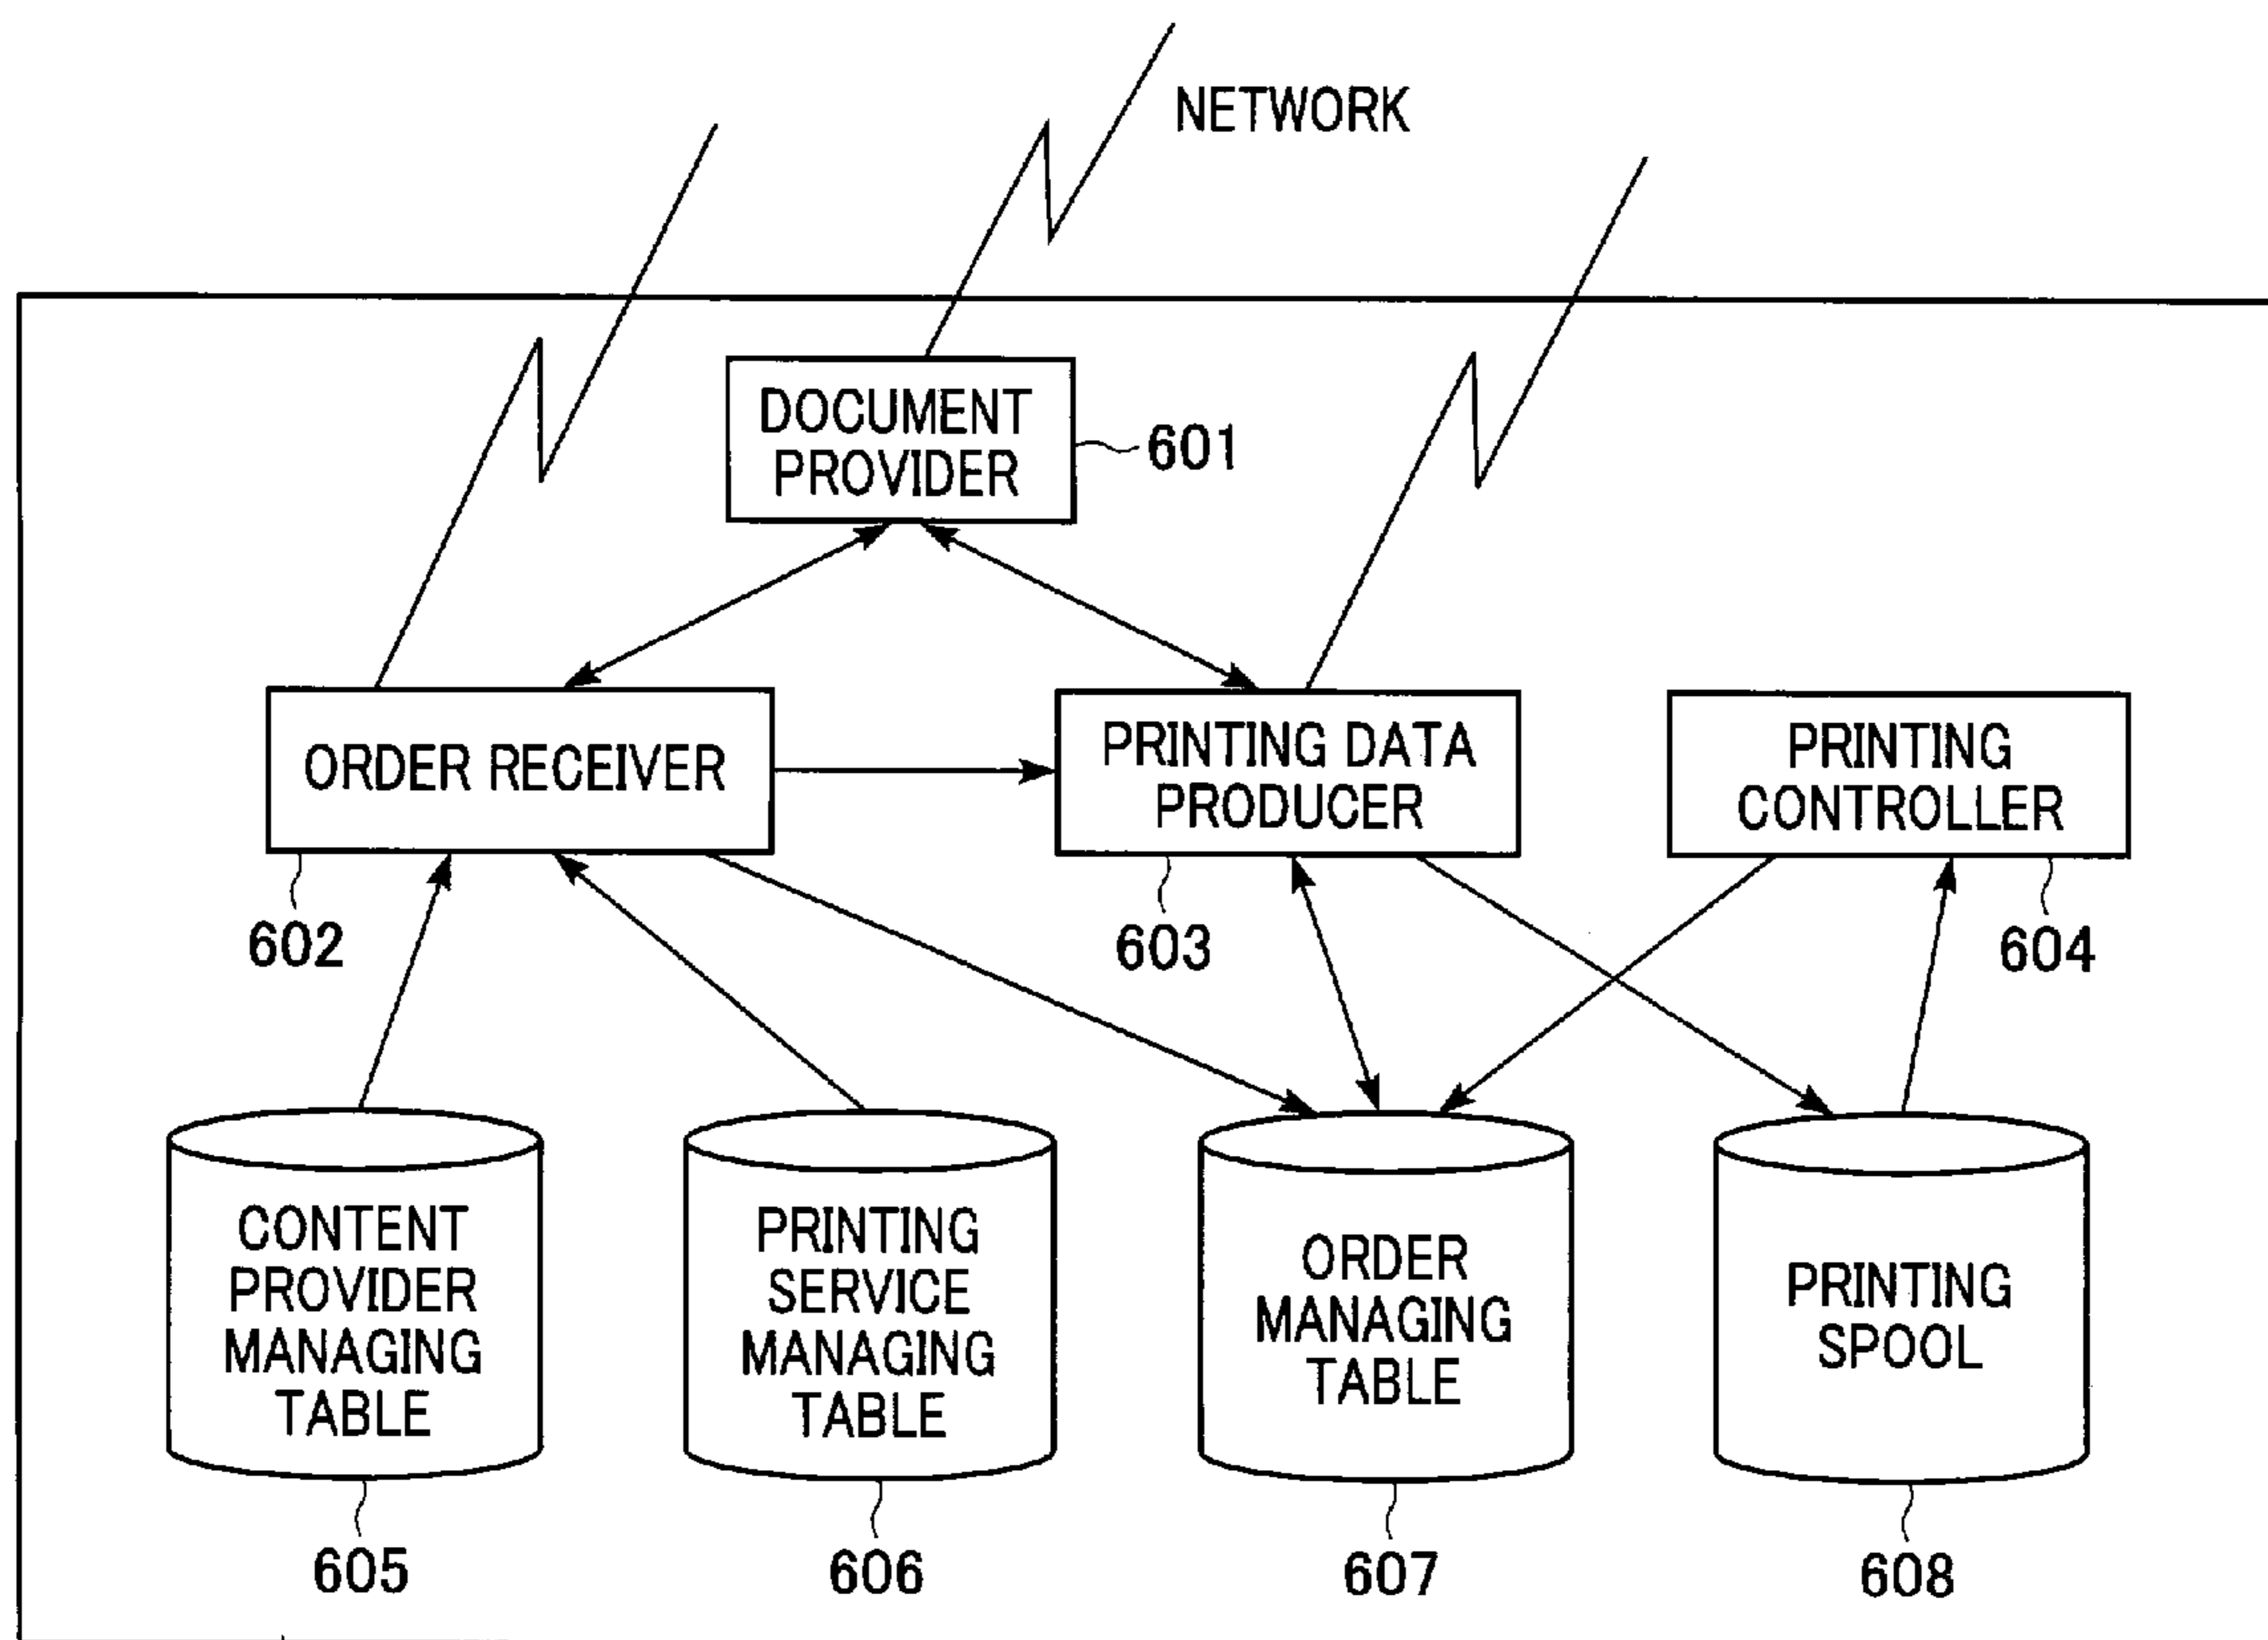 NETWORK
DOCUMENT
PROVIDER
601
ORDER RECEIVER
602
PRINTING DATA
PRODUCER
603
PRINTING
CONTROLLER
604
CONTENT
PROVIDER
MANAGING
TABLE
605
PRINTING
SERVICE
MANAGING
TABLE
606
ORDER
MANAGING
TABLE
607
PRINTING
SPOOL
608